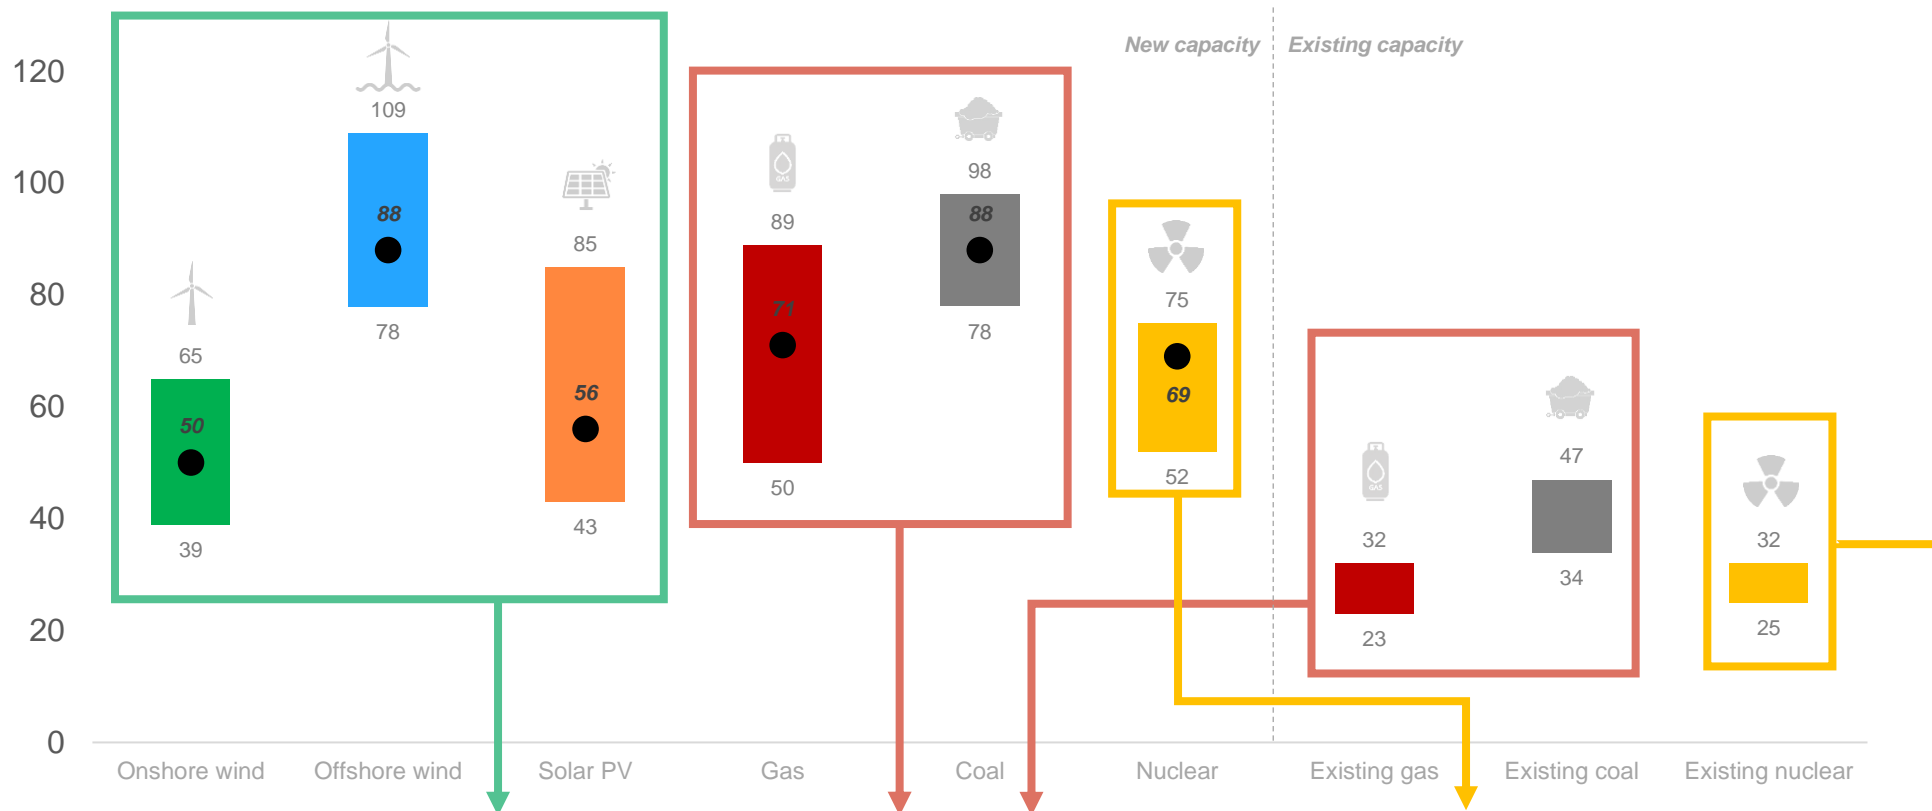 New capacity
Existing capacity
120
100
80
60
40
20
0
65
50
39
109
88
78
85
56
43
GAS
89
71
50
98
88
78
75
69
52
GAS
32
23
47
34
32
25
Onshore wind
Offshore wind
Solar PV
Gas
Coal
Nuclear
Existing gas
Existing coal
Existing nuclear